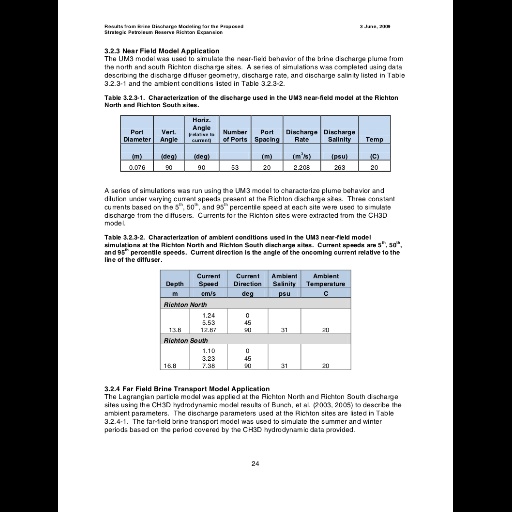 Results from Brine Discharge Modeling for the Proposed 2 June, 2009
Strategic Petroleum Reserve Richton Expansion
3.2.3 Near Field Model Application
The UM3 model was used to simulate the near-field behavior of the brine discharge plume from
the north and south Richton discharge sites. A series of simulations was completed using data
describing the discharge diffuser geometry, discharge rate, and discharge salinity listed in Table
3.2.3-1 and the ambient conditions listed in Table 3.2.3-2.
Table 3.2.3-1. Characterization of the discharge used in the UM3 near-field model at the Richton
North and Richton South sites.
Port Diameter Vert. Angle Horiz. Angle (relative to current) Number of Ports Port Spacing Discharge Rate Discharge Salinity Temp
(m) (deg) (deg) (m) (m³/s) (psu) (C)
0.076 90 90 53 20 2.208 263 20
A series of simulations was run using the UM3 model to characterize plume behavior and
dilution under varying current speeds present at the Richton discharge sites. Three constant
currents based on the 5th, 50th, and 95th percentile speed at each site were used to simulate
discharge from the diffusers. Currents for the Richton sites were extracted from the CH3D
model.
Table 3.2.3-2. Characterization of ambient conditions used in the UM3 near-field model
simulations at the Richton North and Richton South discharge sites. Current speeds are 5th, 50th,
and 95th percentile speeds. Current direction is the angle of the oncoming current relative to the
line of the diffuser.
Depth Current Speed Current Direction Ambient Salinity Ambient Temperature
m cm/s deg psu C
Richton North
1.24 0
5.53 45
13.8 12.87 90 31 20
Richton South
1.10 0
3.23 45
16.8 7.38 90 31 20
3.2.4 Far Field Brine Transport Model Application
The Lagrangian particle model was applied at the Richton North and Richton South discharge
sites using the CH3D hydrodynamic model results of Bunch, et al. (2003, 2005) to describe the
ambient parameters. The discharge parameters used at the Richton sites are listed in Table
3.2.4-1. The far-field brine transport model was used to simulate the summer and winter
periods based on the period covered by the CH3D hydrodynamic data provided.
24